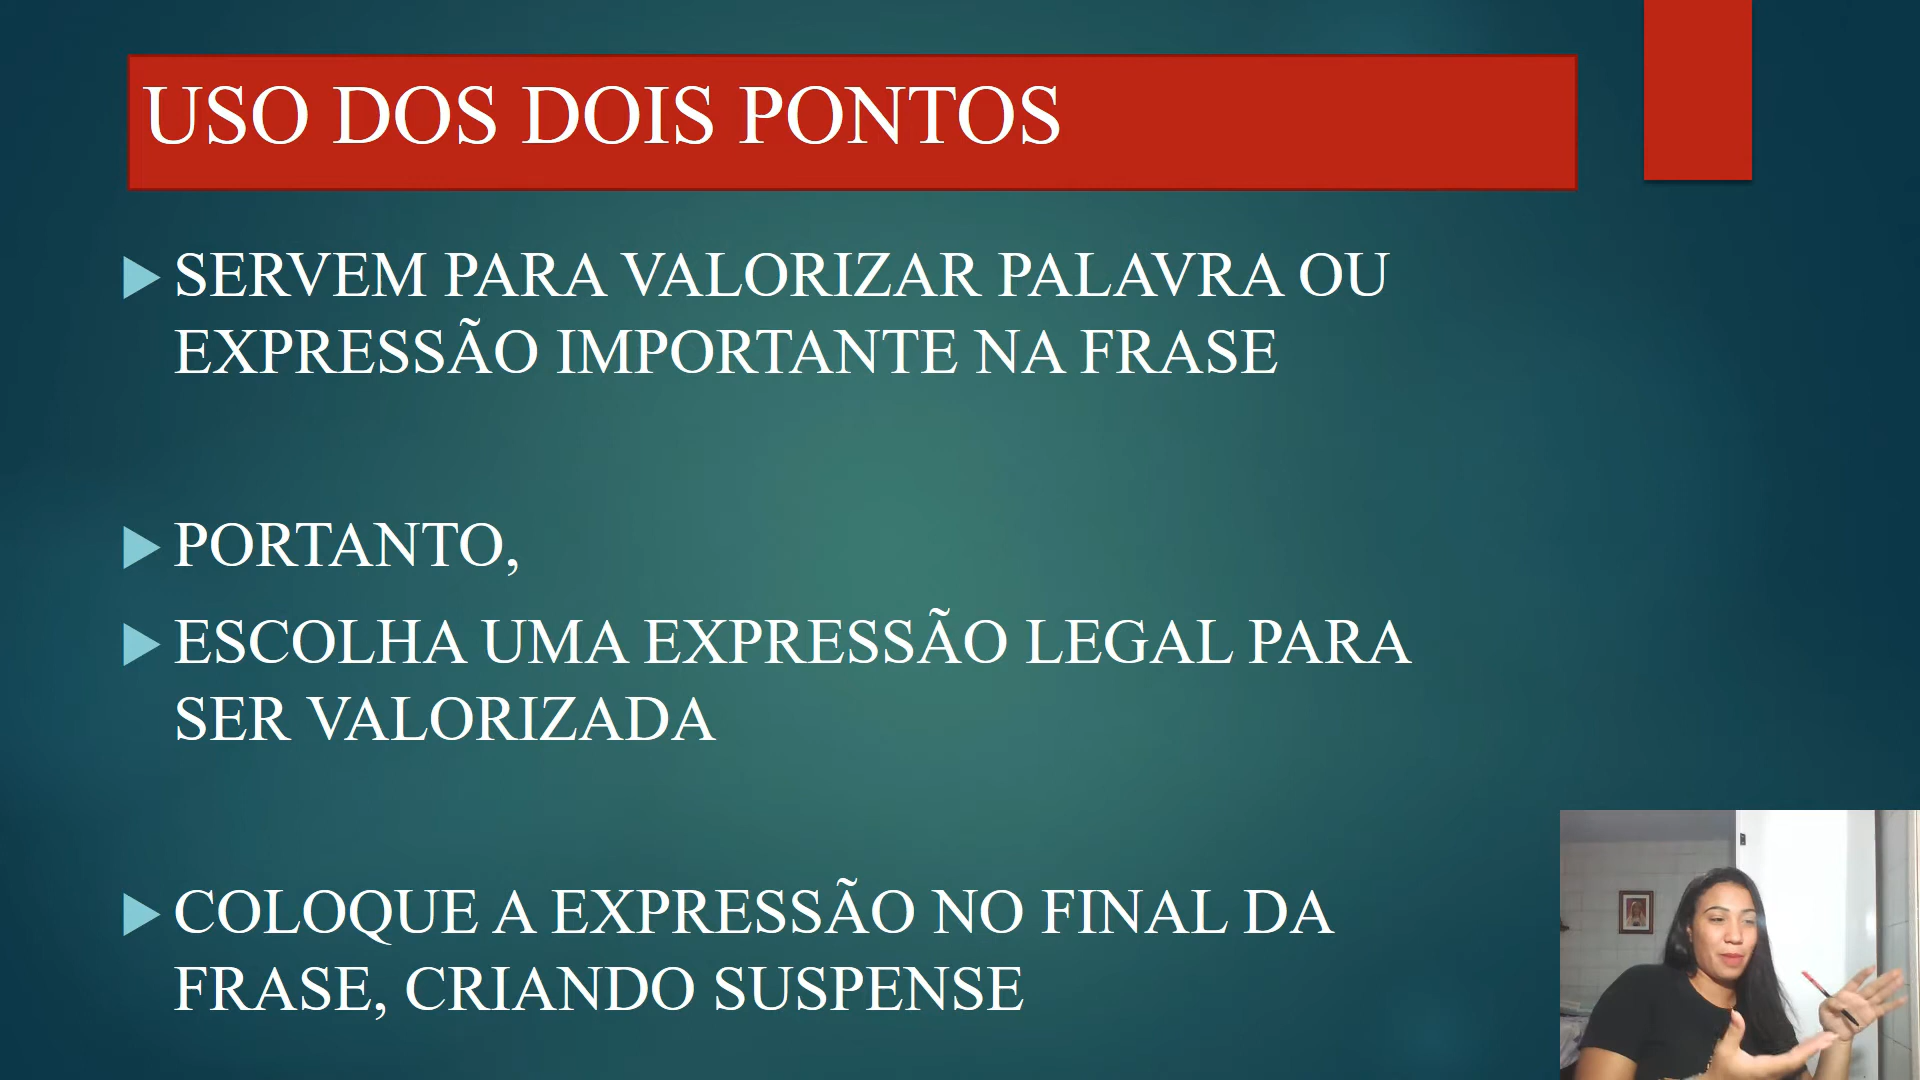 USO DOS DOIS PONTOS
SERVEM PARA VALORIZAR PALAVRA OU
EXPRESSÃO IMPORTANTE NA FRASE
PORTANTO,
ESCOLHA UMA EXPRESSÃO LEGAL PARA
SER VALORIZADA
COLOQUE A EXPRESSÃO NO FINAL DA
FRASE, CRIANDO SUSPENSE